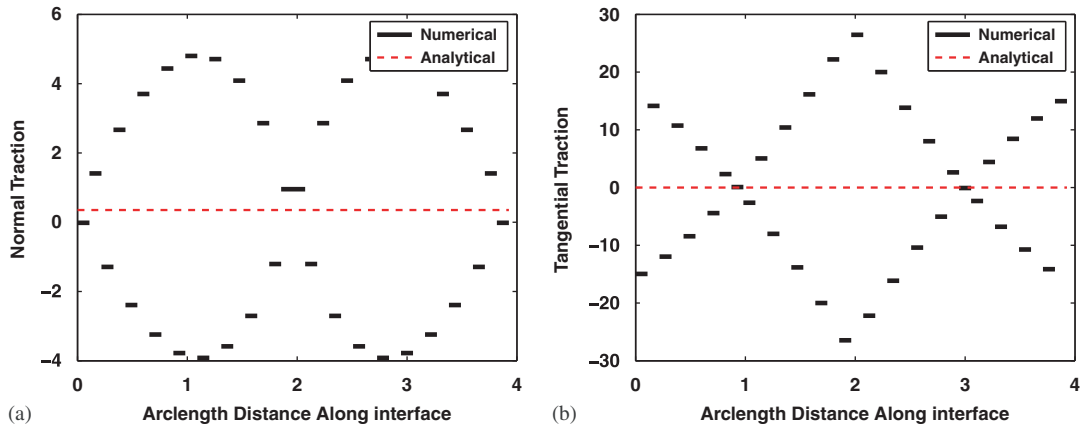 6
4
2
0
−2
−4
0
1
2
3
4
Normal Traction
Arclength Distance Along interface
Numerical
Analytical
(a)
30
20
10
0
−10
−20
−30
0
1
2
3
4
Tangential Traction
Arclength Distance Along interface
Numerical
Analytical
(b)